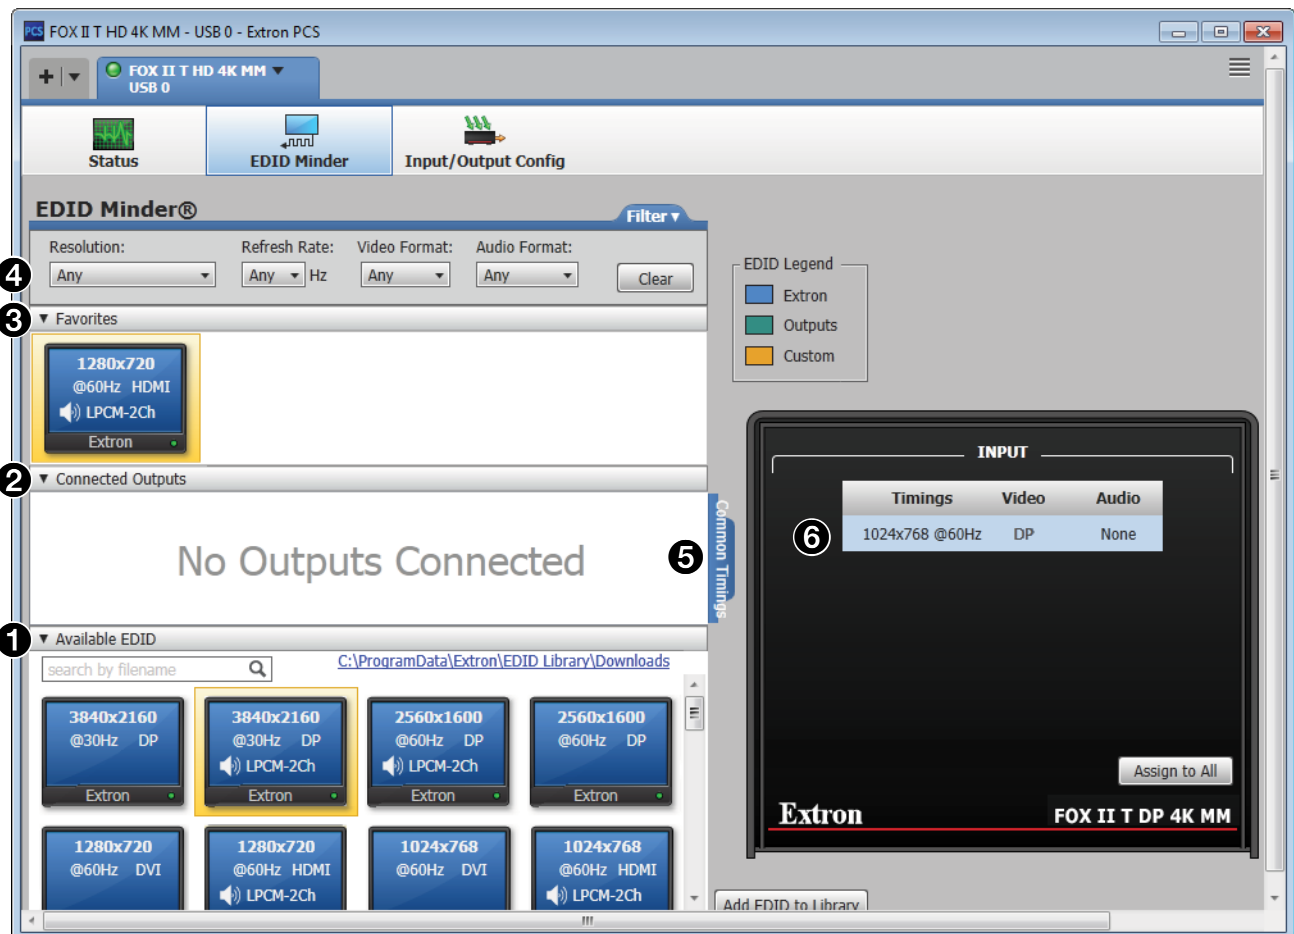 PCS FOX II T HD 4K MM - USB 0 - Extron PCS
FOX II T HD 4K MM
USB 0
Status
EDID Minder
Input/Output Config
EDID Minder®
Filter
Resolution: Refresh Rate: Video Format: Audio Format:
4 Any Any Hz Any Any Clear
3 Favorites
1280x720
@60Hz HDMI
LPCM-2Ch
Extron
2 Connected Outputs
No Outputs Connected
5 Common Timings
1 Available EDID
search by filename
C:\ProgramData\Extron\EDID Library\Downloads
3840x2160
@30Hz DP
Extron
3840x2160
@30Hz DP
LPCM-2Ch
Extron
2560x1600
@60Hz DP
LPCM-2Ch
Extron
2560x1600
@60Hz DP
Extron
1280x720
@60Hz DVI
1280x720
@60Hz HDMI
LPCM-2Ch
1024x768
@60Hz DVI
1024x768
@60Hz HDMI
LPCM-2Ch
EDID Legend
Extron
Outputs
Custom
INPUT
Timings Video Audio
6 1024x768 @60Hz DP None
Assign to All
Extron FOX II T DP 4K MM
Add EDID to Library